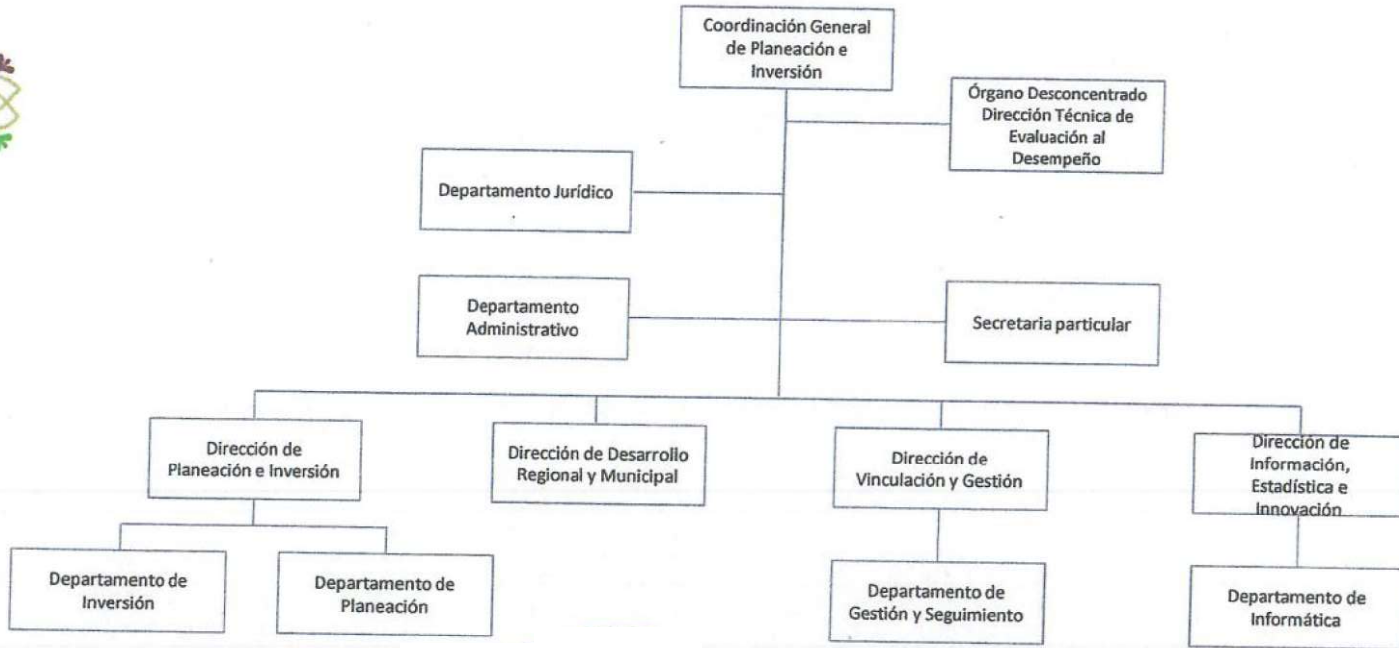 Coordinación General
de Planeación e
Inversión
Órgano Desconcentrado
Dirección Técnica de
Evaluación al
Desempeño
Departamento Jurídico
Departamento
Administrativo
Secretaria particular
Dirección de
Planeación e Inversión
Dirección de Desarrollo
Regional y Municipal
Dirección de
Vinculación y Gestión
Dirección de
Información,
Estadística e
Innovación
Departamento de
Inversión
Departamento de
Planeación
Departamento de
Gestión y Seguimiento
Departamento de
Informática